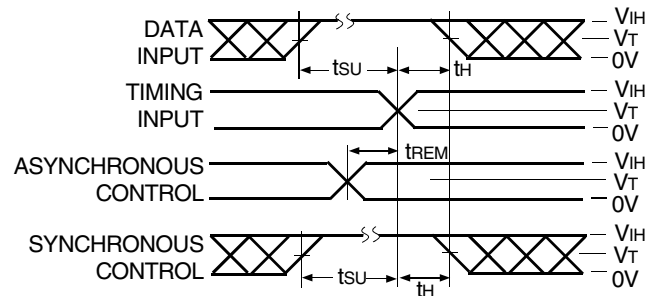 DATA
INPUT
tSU
tH
VIH
VT
0V
TIMING
INPUT
VIH
VT
0V
tREM
ASYNCHRONOUS
CONTROL
VIH
VT
0V
SYNCHRONOUS
CONTROL
tSU
tH
VIH
VT
0V